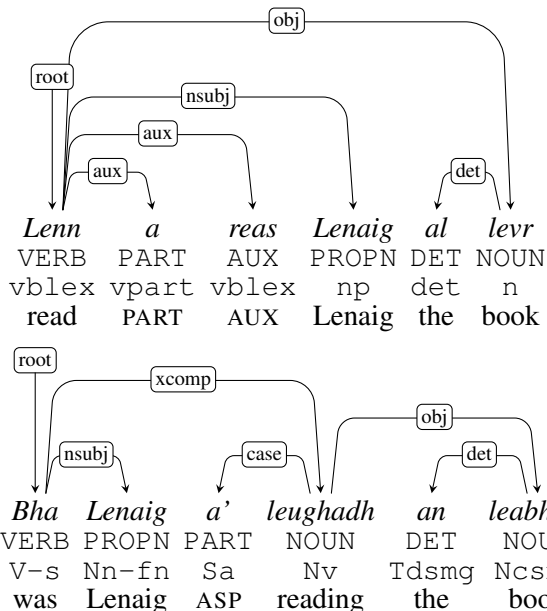 obj
root
nsubj
aux
aux
det
Lenn a reas Lenaig al levr
VERB PART AUX PROPN DET NOUN
vblex vpart vblex np det n
read PART AUX Lenaig the book
root
xcomp
obj
nsubj case det
Bha Lenaig a' leughadh an
VERB PROPN PART NOUN DET
V-s Nn-fn Sa Nv Tdsmg
was Lenaig ASP reading the